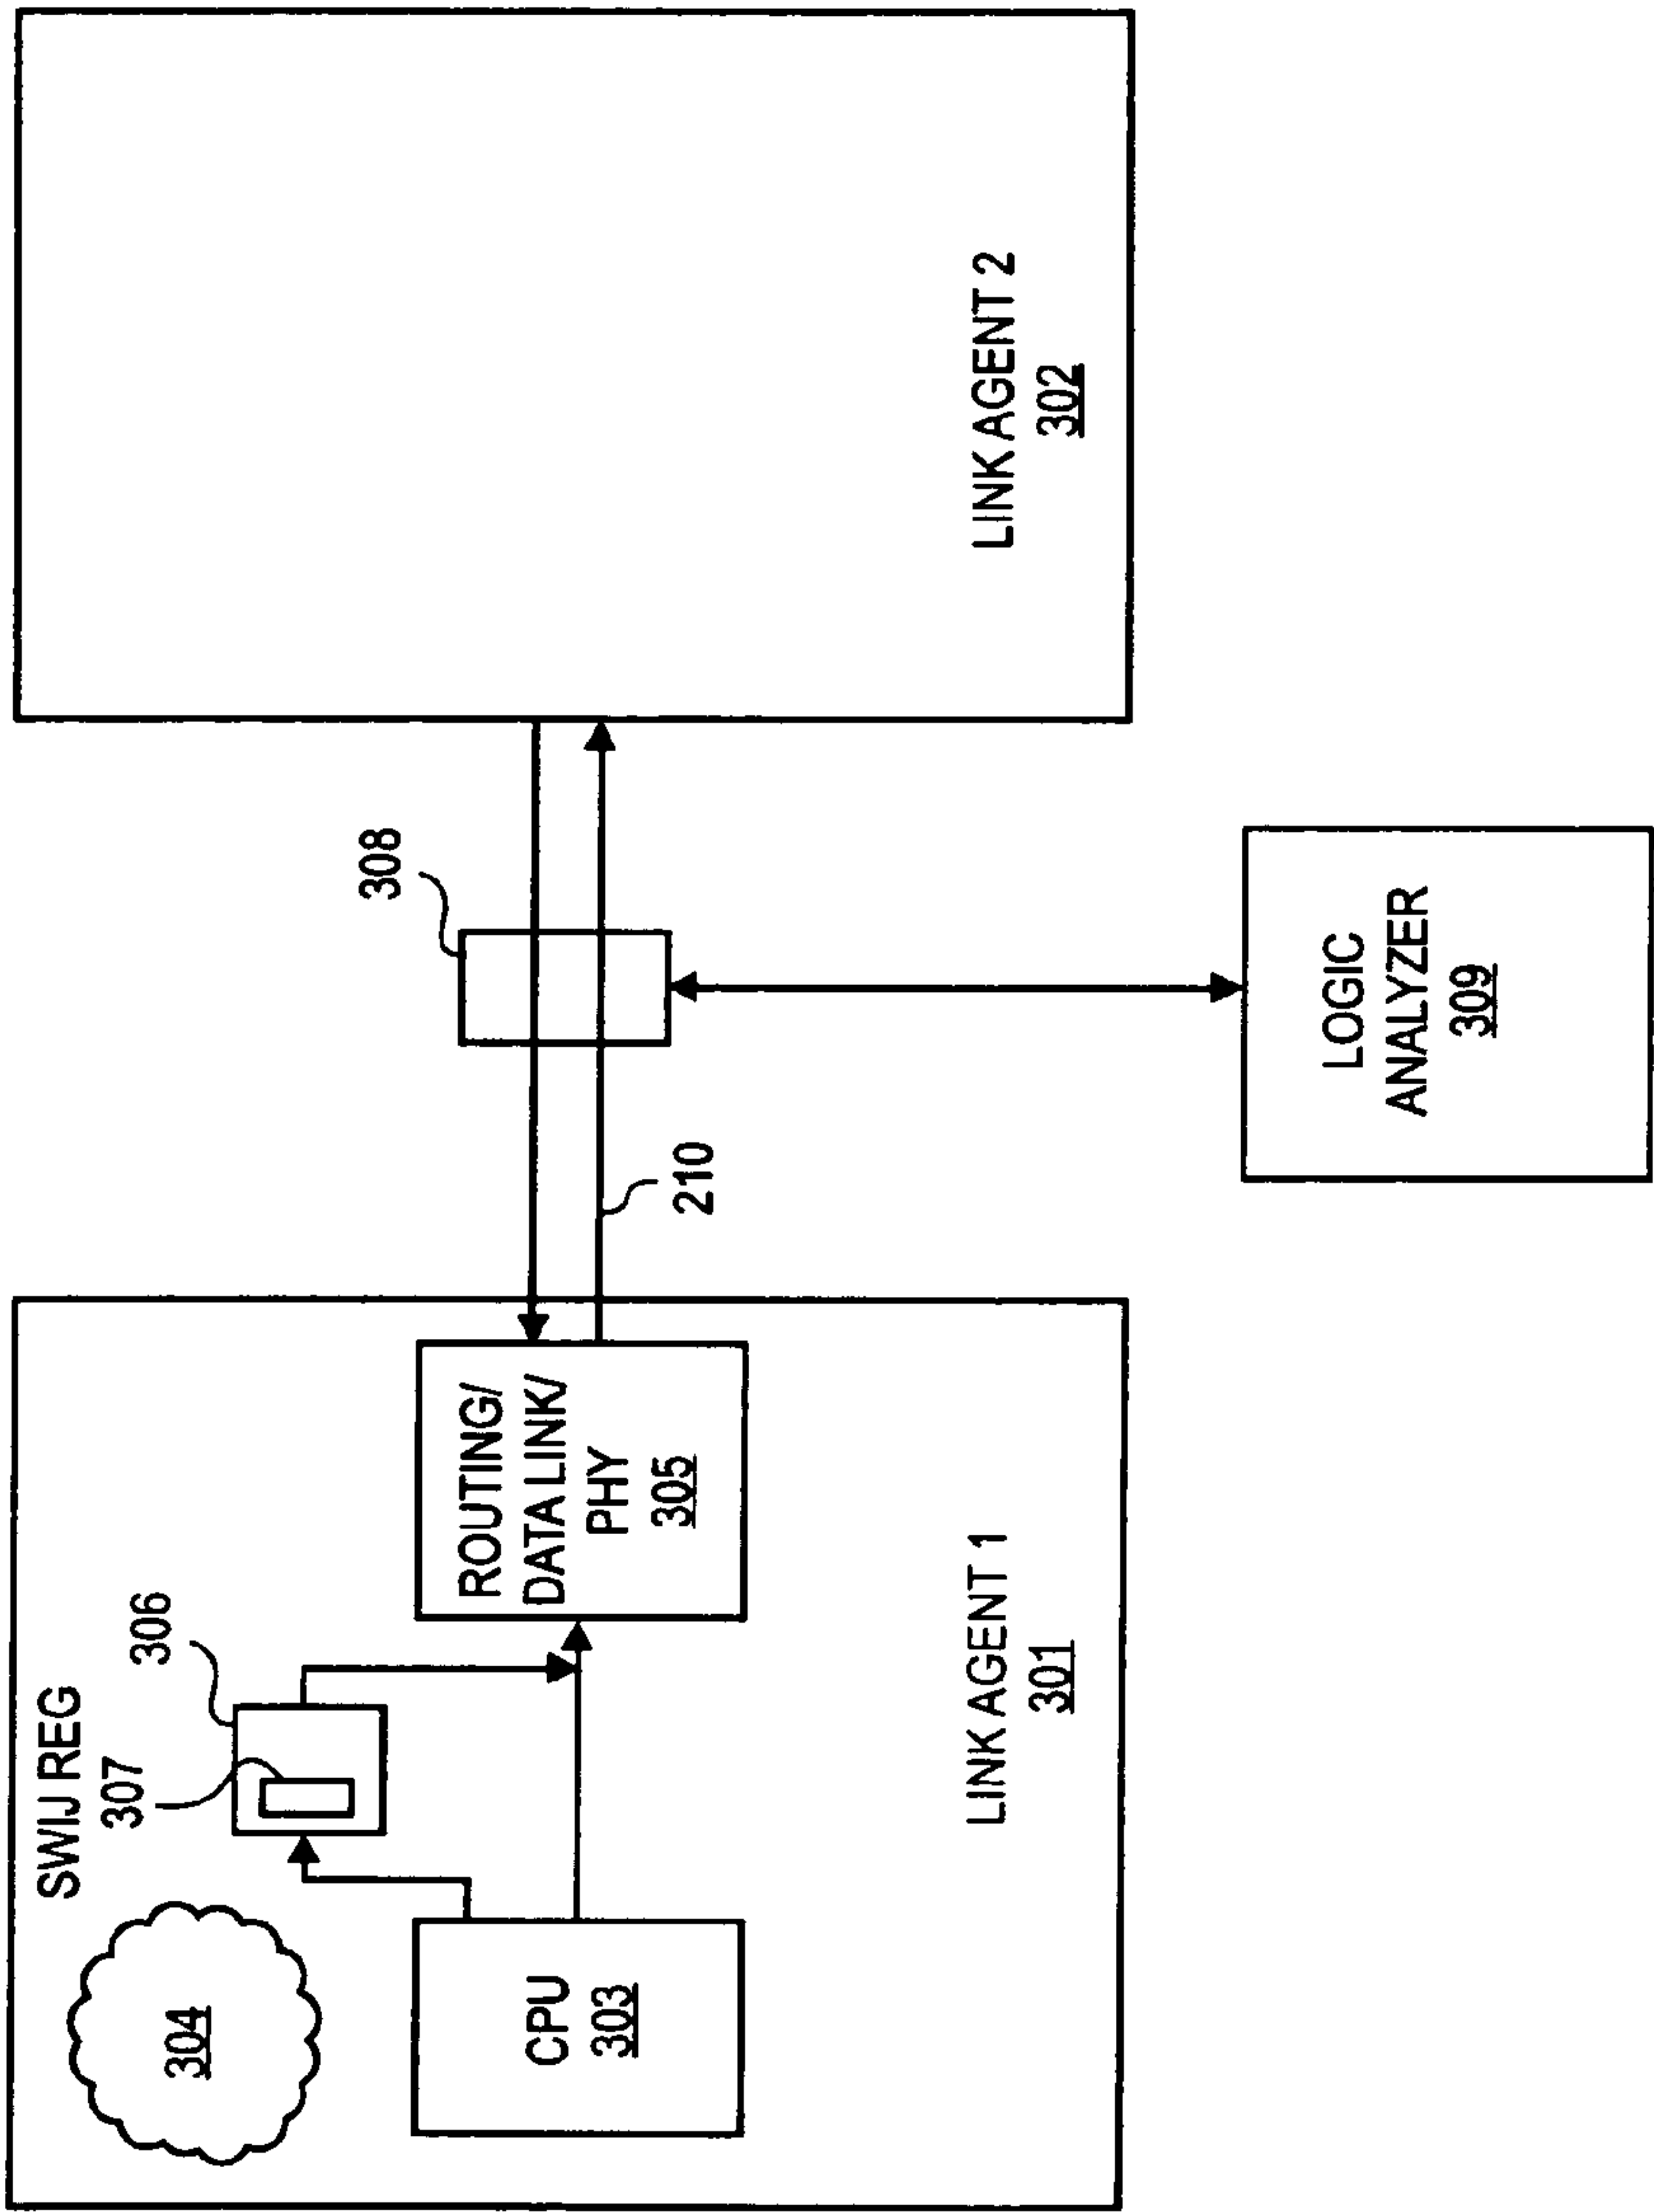 SWIJ REG
307
306
304
CPU
303
ROUTING/
DATA LINK/
PHY
305
LINK AGENT 1
301
308
210
LOGIC
ANALYZER
309
LINK AGENT 2
302